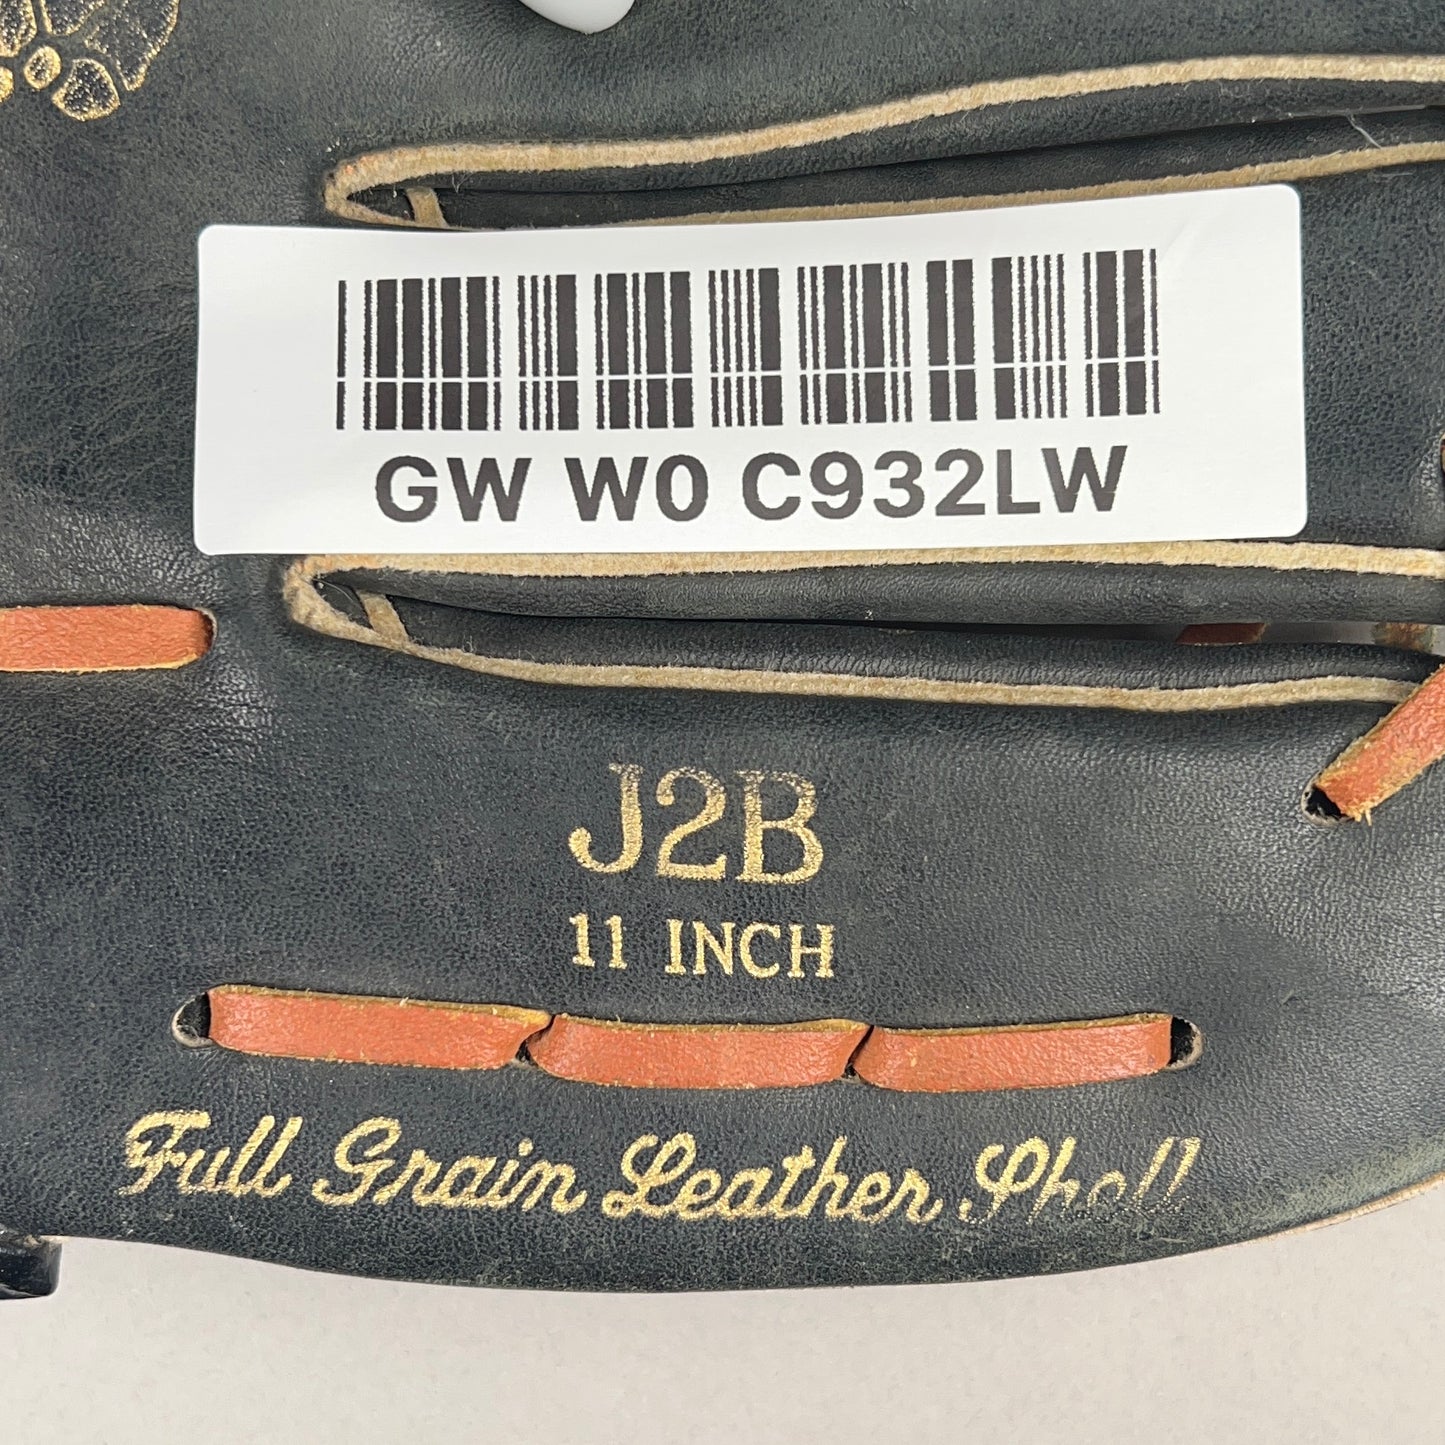 GW W0 C932LW
J2B
11 INCH
Full Grain Leather Shell